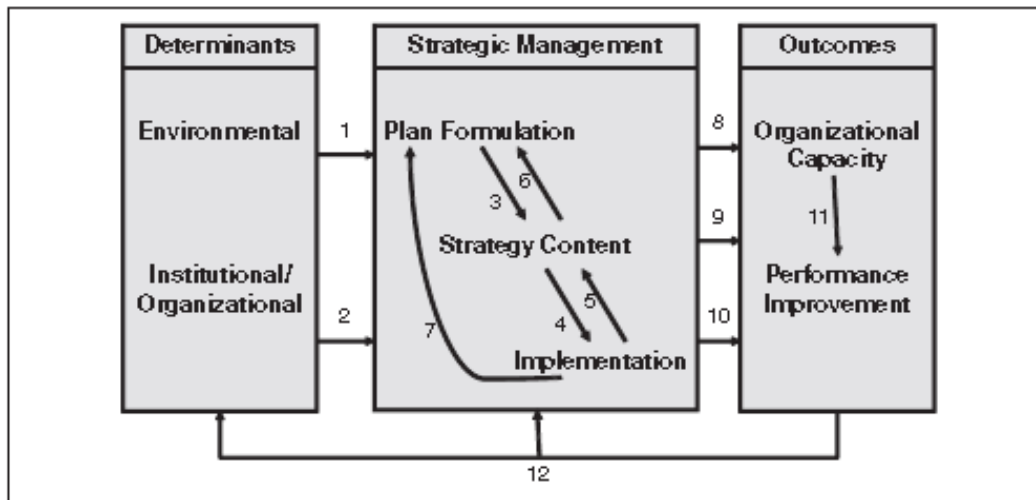 Determinants
Strategic Management
Outcomes
Environmental
1
Plan Formulation
8
Organizational
Capacity
6
3
11
9
Strategy Content
Institutional/
Organizational
Performance
Improvement
2
7
4
5
10
Implementation
12